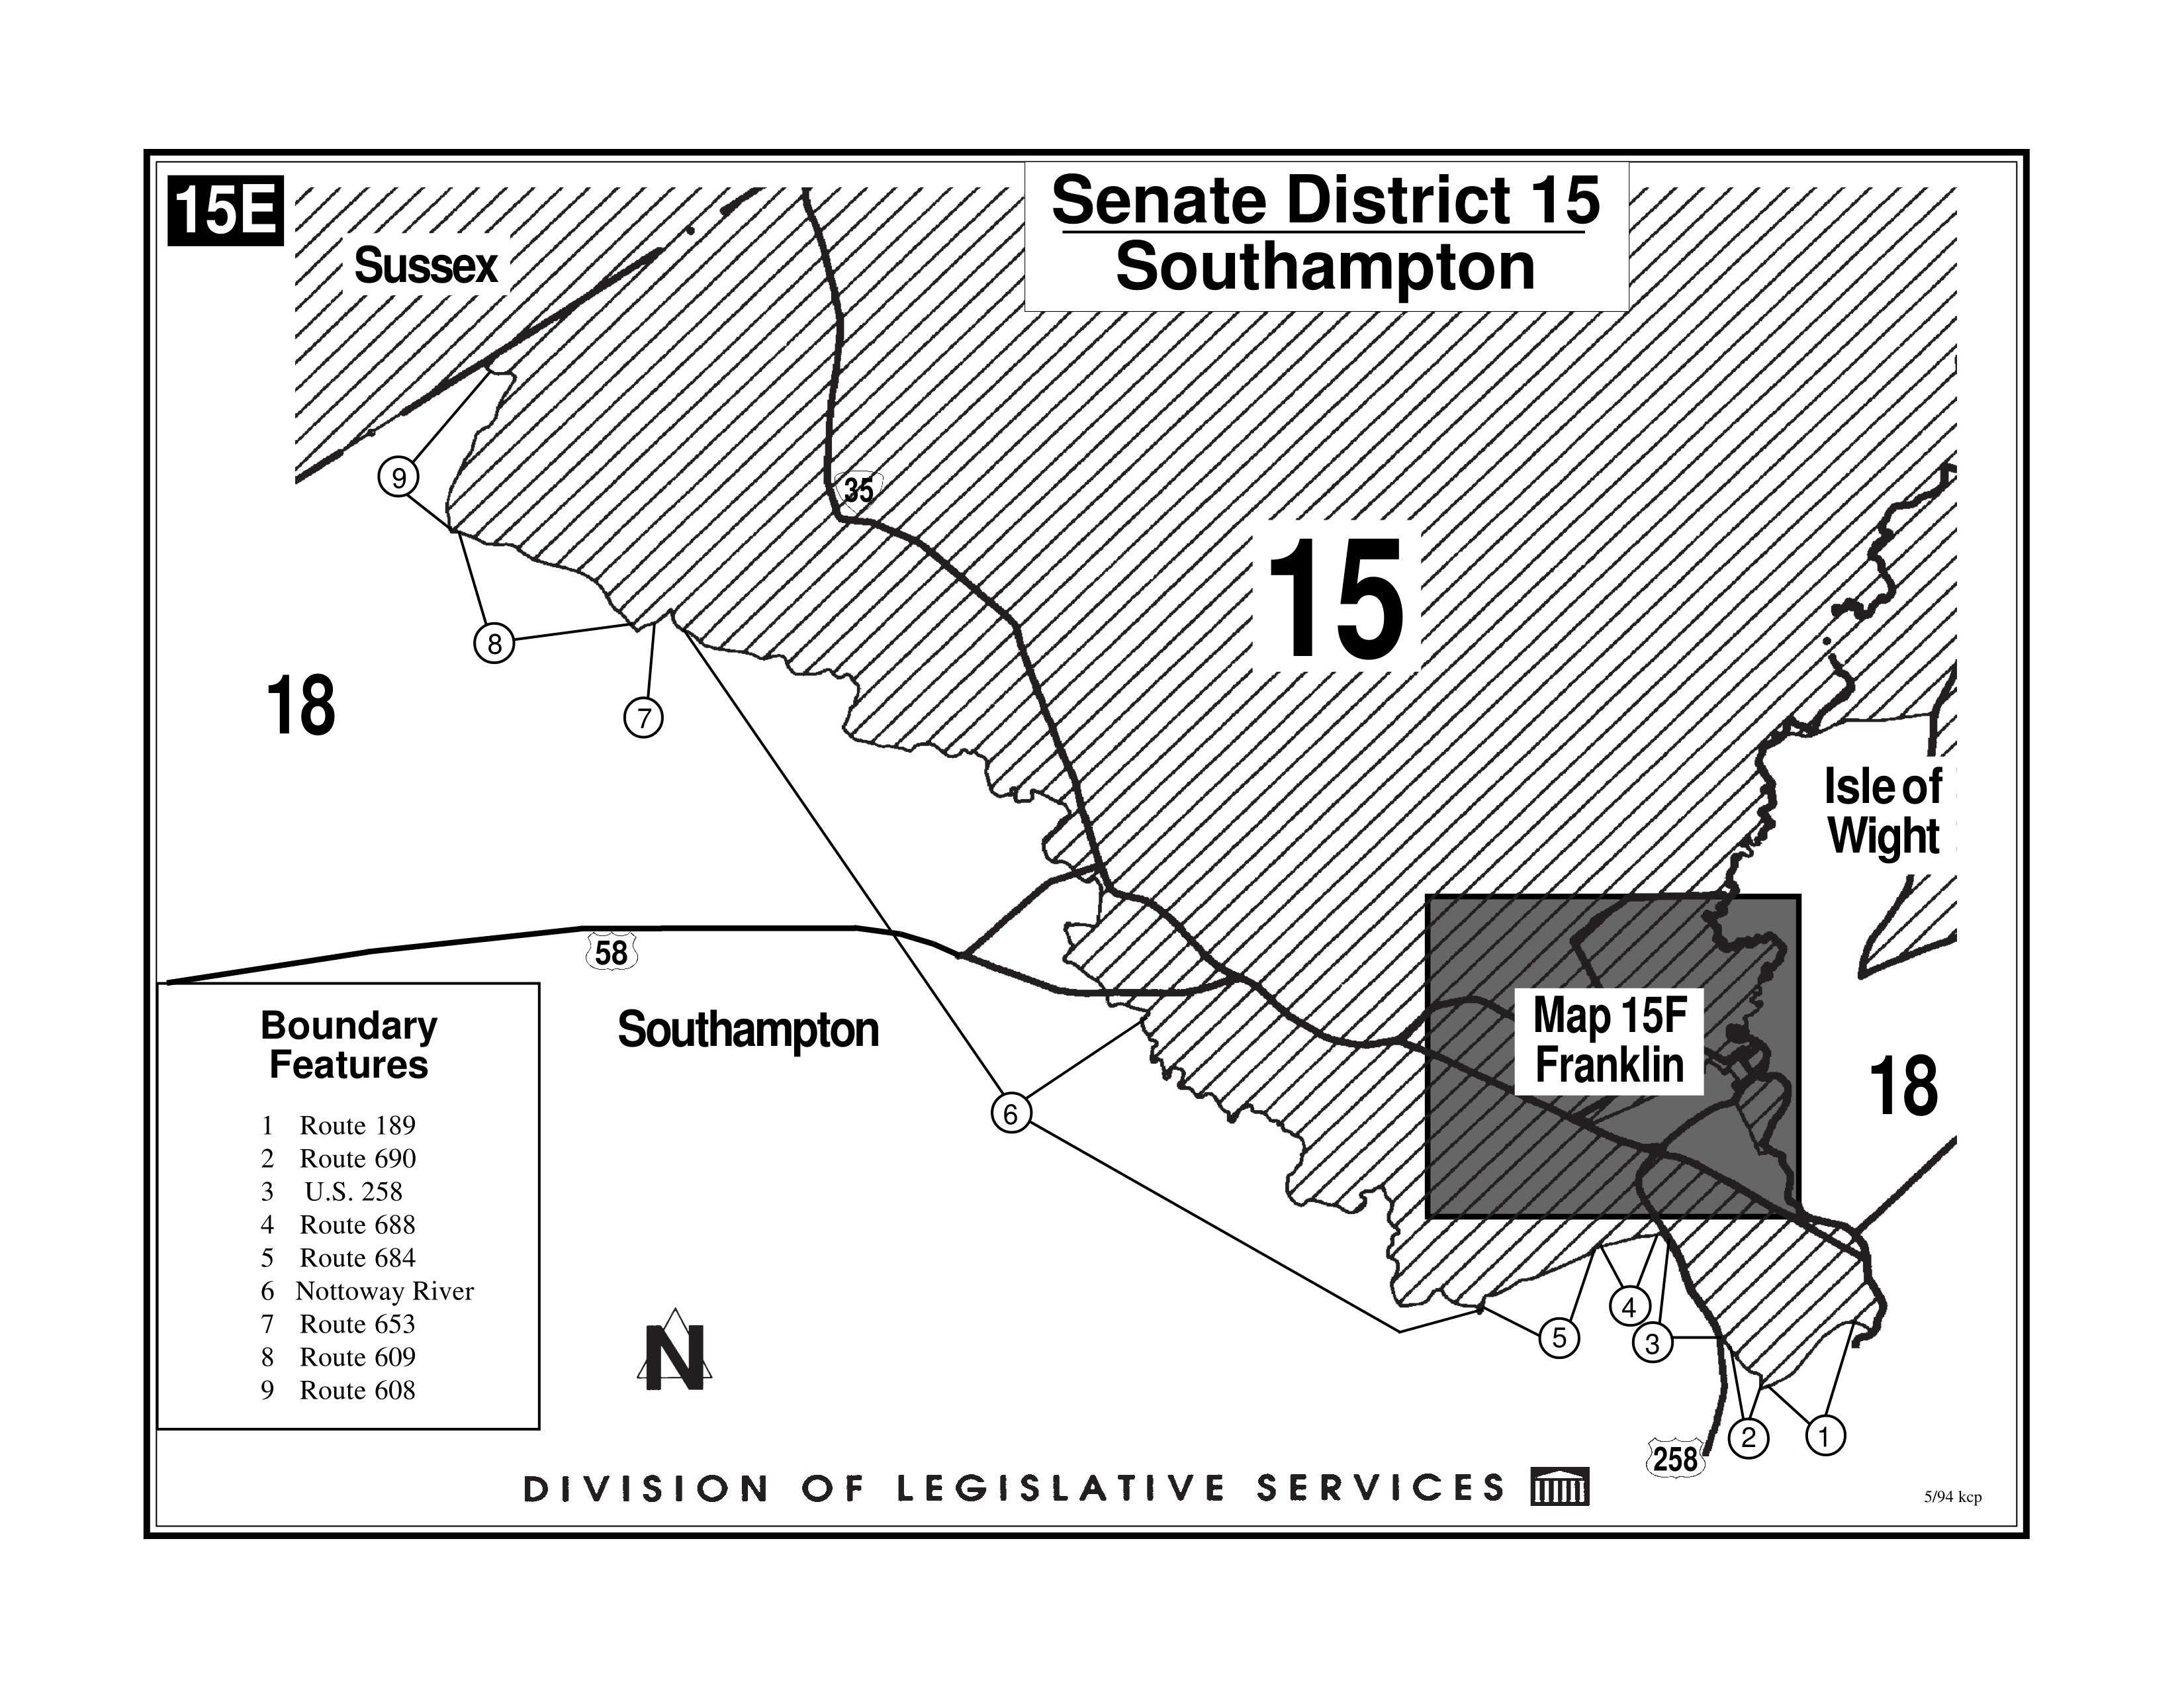 15E
Senate District 15
Southampton
Sussex
35
15
9
8
7
18
Isle of
Wight
58
Southampton
Map 15F
Franklin
18
6
Boundary
Features
1 Route 189
2 Route 690
3 U.S. 258
4 Route 688
5 Route 684
6 Nottoway River
7 Route 653
8 Route 609
9 Route 608
N
5
4
3
2
1
258
DIVISION OF LEGISLATIVE SERVICES
5/94 kcp